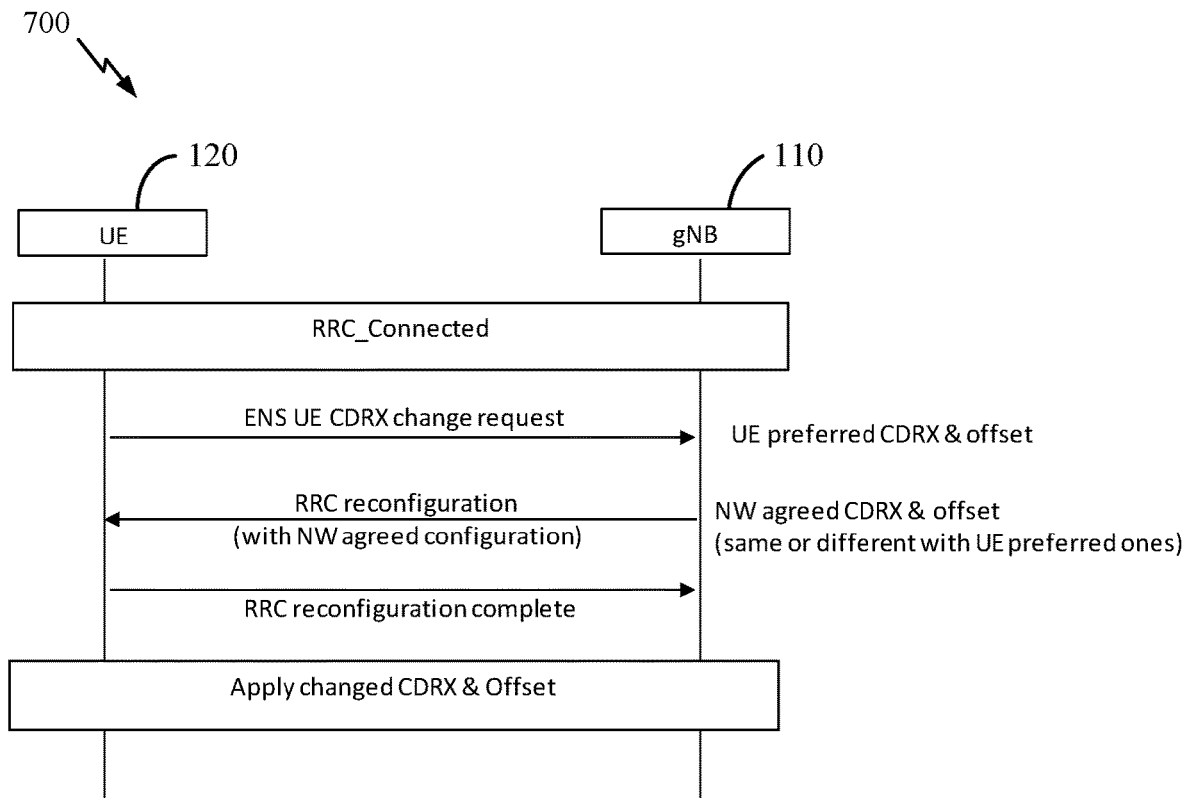 700
120
110
UE
gNB
RRC_Connected
ENS UE CDRX change request
UE preferred CDRX & offset
RRC reconfiguration
(with NW agreed configuration)
NW agreed CDRX & offset
(same or different with UE preferred ones)
RRC reconfiguration complete
Apply changed CDRX & Offset